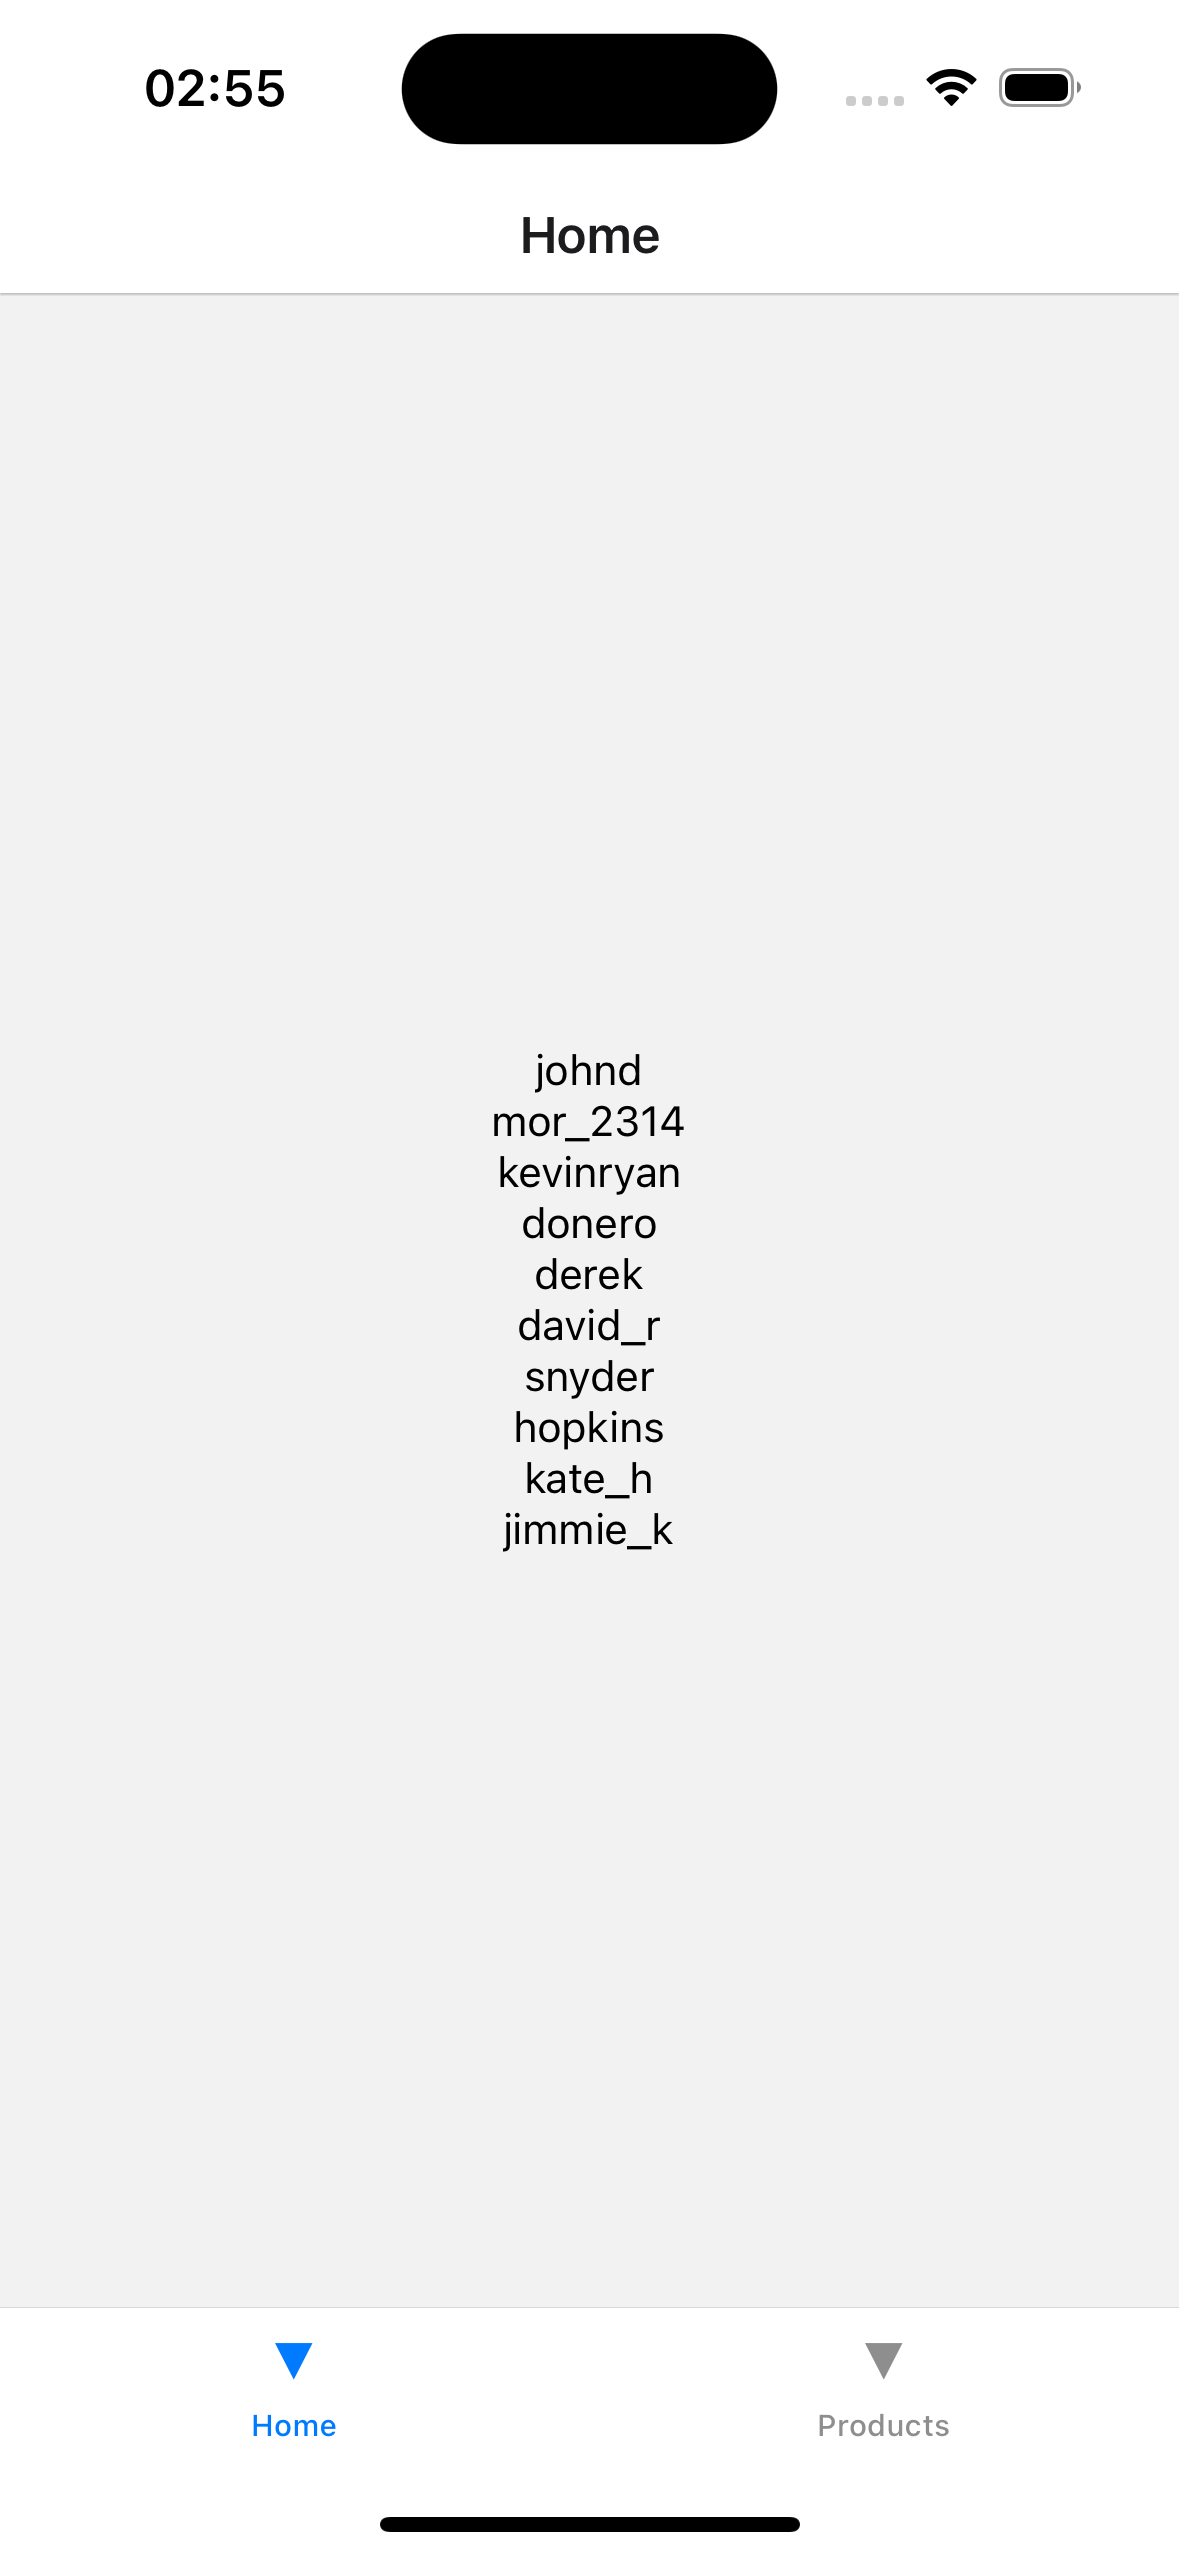 02:55
Home
johnd
mor_2314
kevinryan
donero
derek
david_r
snyder
hopkins
kate_h
jimmie_k
Home
Products